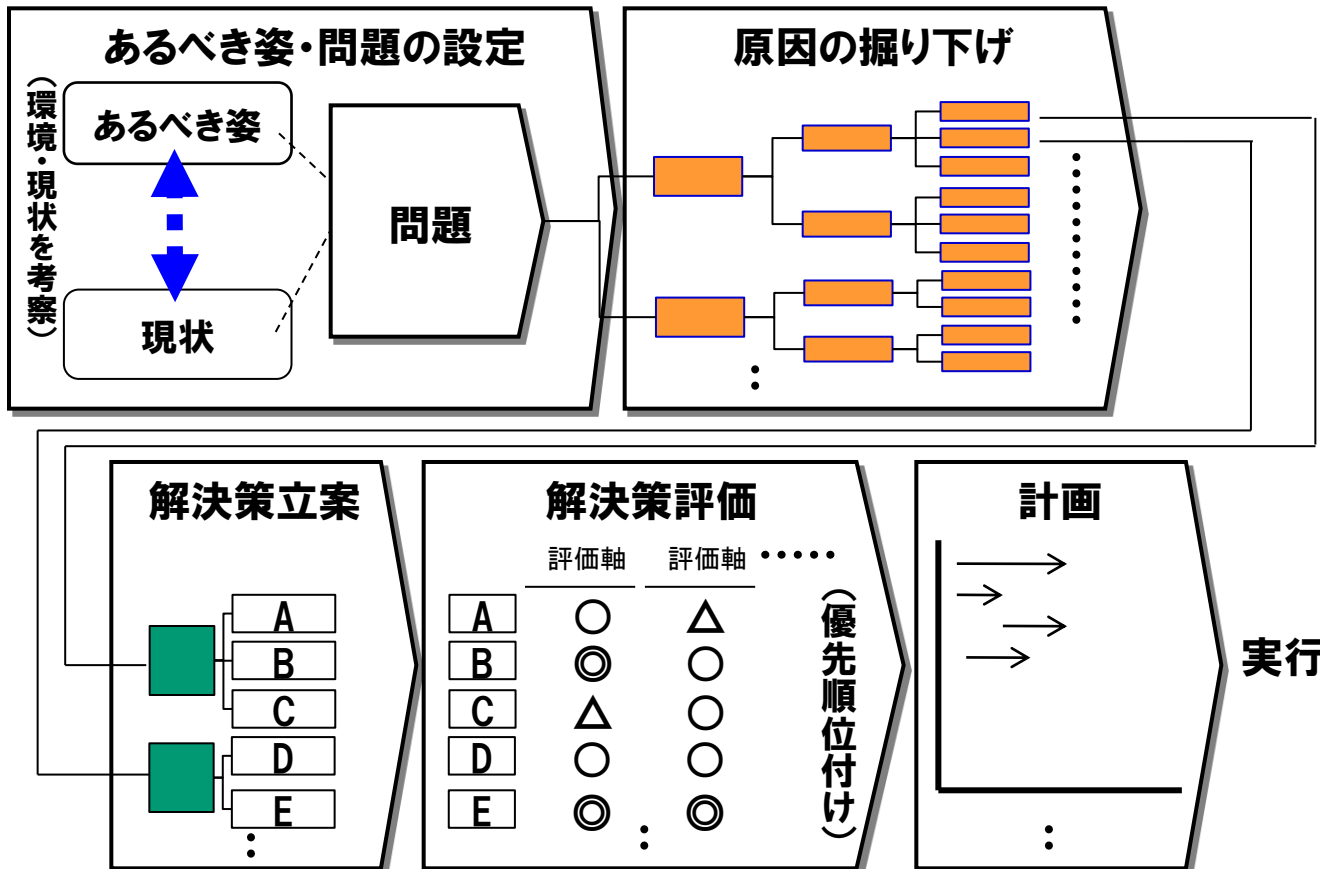 あるべき姿・問題の設定
(環境・現状を考察)
あるべき姿
現状
問題
原因の掘り下げ
解決策立案
A
B
C
D
E
解決策評価
評価軸 評価軸 ・・・・・
A ○ △
B ◎ ○
C △ ○
D ○ ○
E ◎ ◎
(優先順位付け)
計画
実行